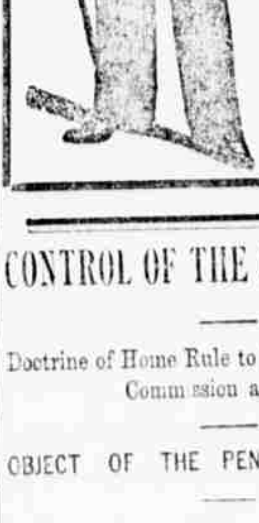 CONTROL OF THE
Doctrine of Home Rule to
Commission a
OBJECT OF THE PEN